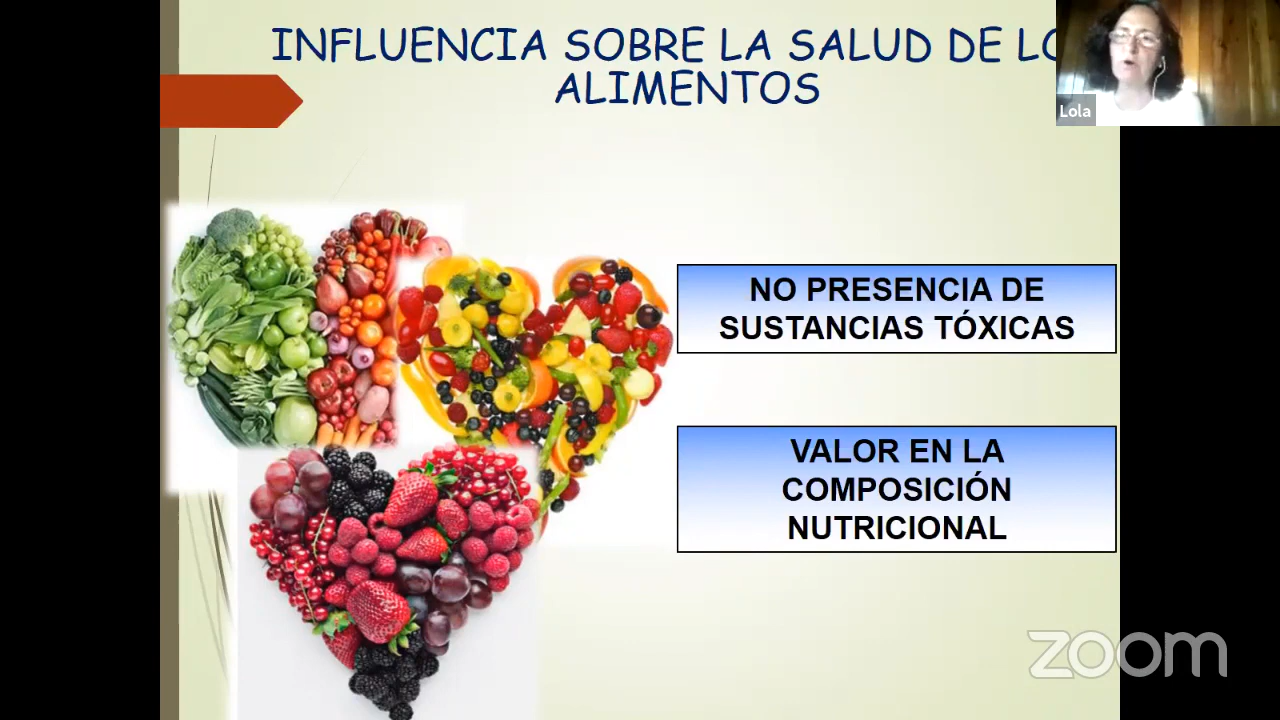 INFLUENCIA SOBRE LA SALUD DE LO
ALIMENTOS
Lola
NO PRESENCIA DE
SUSTANCIAS TÓXICAS
VALOR EN LA
COMPOSICIÓN
NUTRICIONAL
zoom